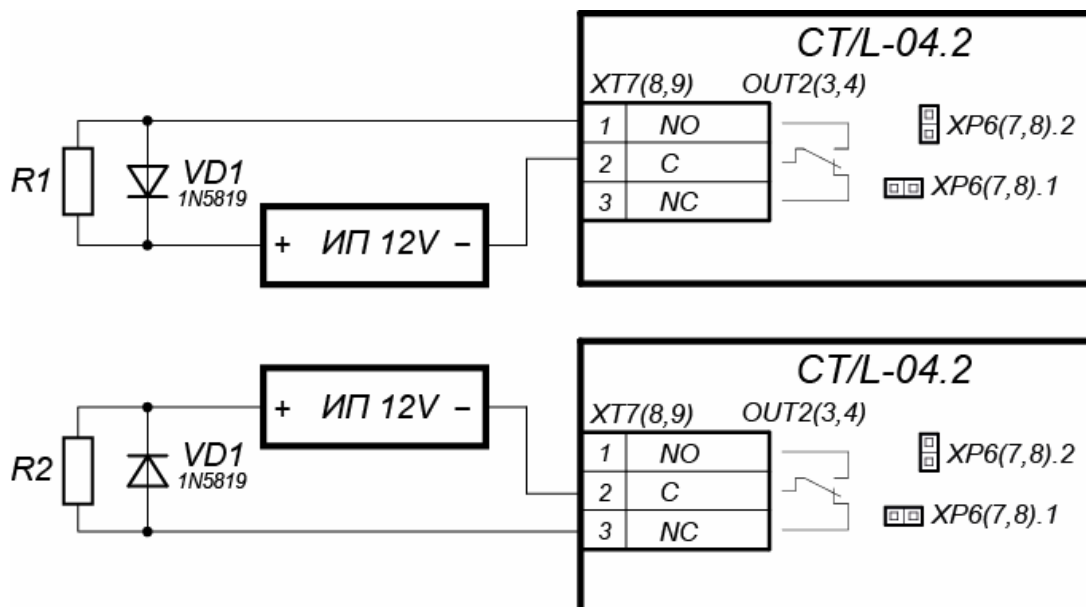 CT/L-04.2
XT7(8,9) OUT2(3,4)
1 NO
XP6(7,8).2
R1
VD1
1N5819
2 C
3 NC
XP6(7,8).1
+ ИП 12V −
CT/L-04.2
+ ИП 12V −
XT7(8,9) OUT2(3,4)
1 NO
XP6(7,8).2
R2
VD1
1N5819
2 C
3 NC
XP6(7,8).1